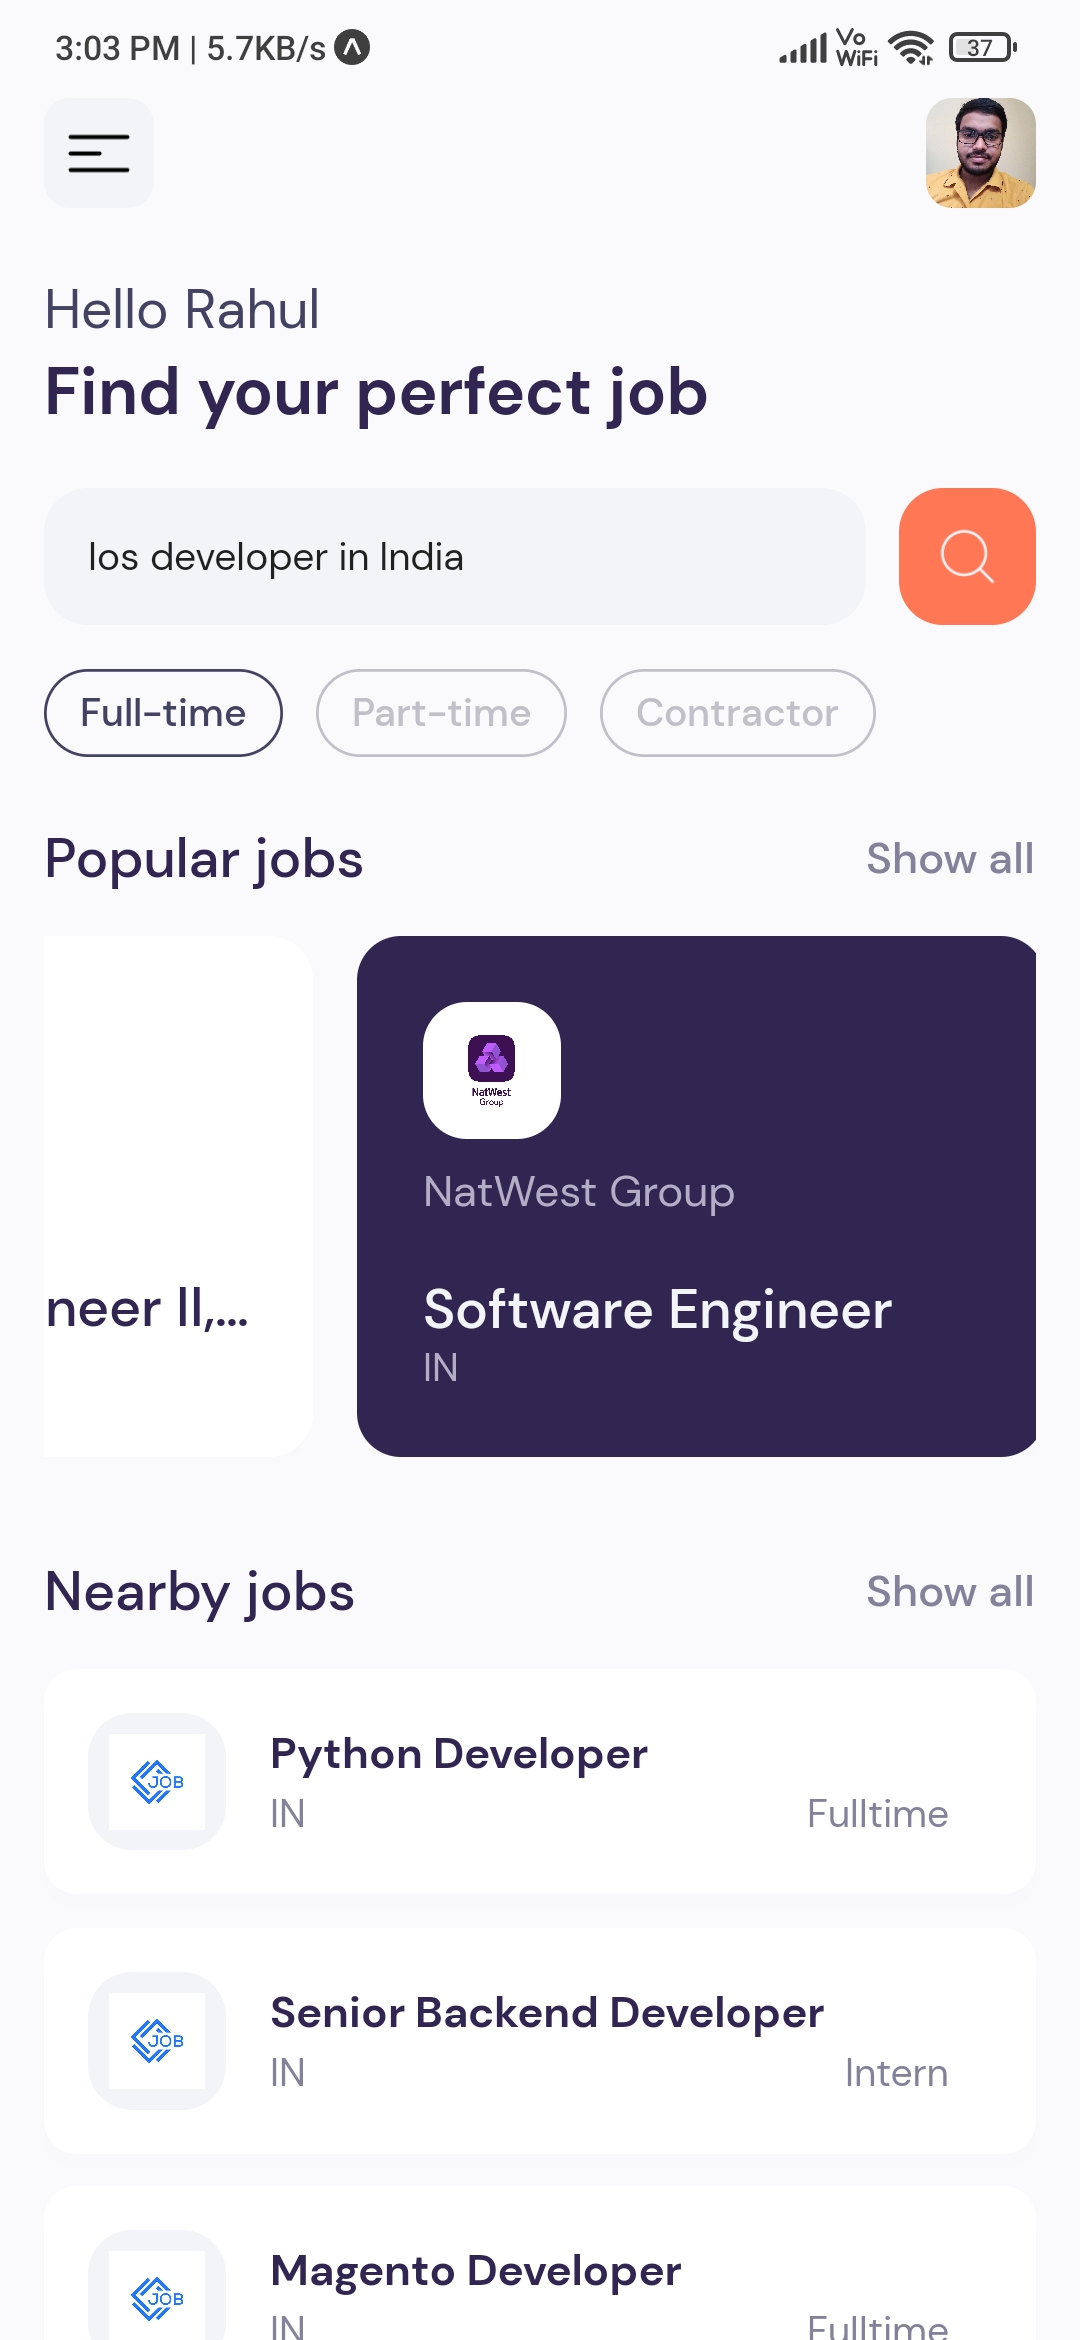 3:03 PM | 5.7KB/s
Vo
WiFi
37
Hello Rahul
Find your perfect job
Ios developer in India
Full-time
Part-time
Contractor
Popular jobs
Show all
neer II,...
NatWest
Group
NatWest Group
Software Engineer
IN
Nearby jobs
Show all
JOB
Python Developer
IN
Fulltime
JOB
Senior Backend Developer
IN
Intern
JOB
Magento Developer
IN
Fulltime